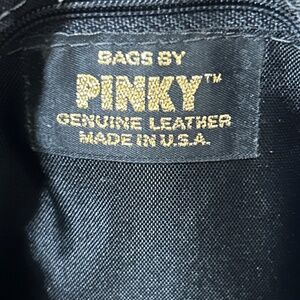 BAGS BY
PINKY™
GENUINE LEATHER
MADE IN U.S.A.